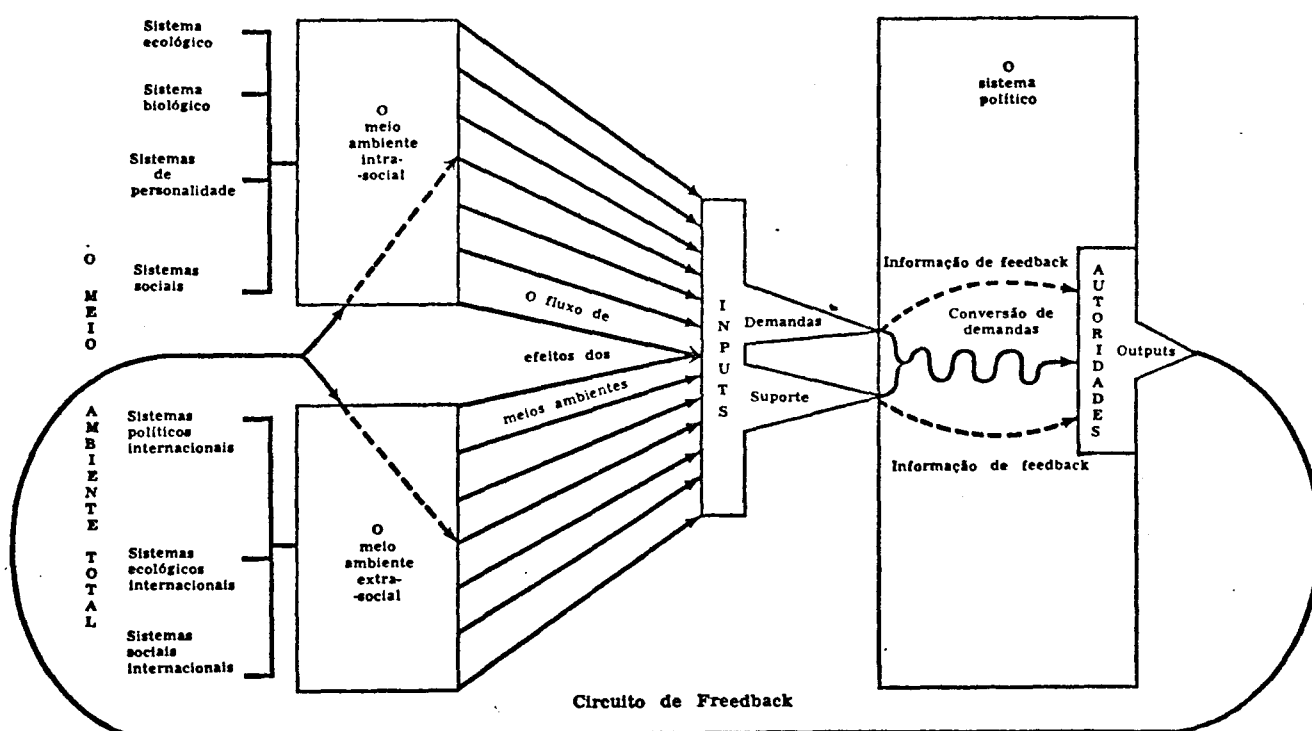 Sistema
ecológico
Sistema
biológico
Sistemas
de
personalidade
Sistemas
sociais
O
meio
ambiente
intra-
-social
O MEIO AMBIENTE TOTAL
Sistemas
políticos
internacionais
Sistemas
ecológicos
internacionais
Sistemas
sociais
internacionais
O
meio
ambiente
extra-
-social
O fluxo de
efeitos dos
meios ambientes
INPUTS
Demandas
Suporte
O
sistema
político
Informação de feedback
Conversão de
demandas
Informação de feedback
AUTORIDADES
Outputs
Circuito de Freedback